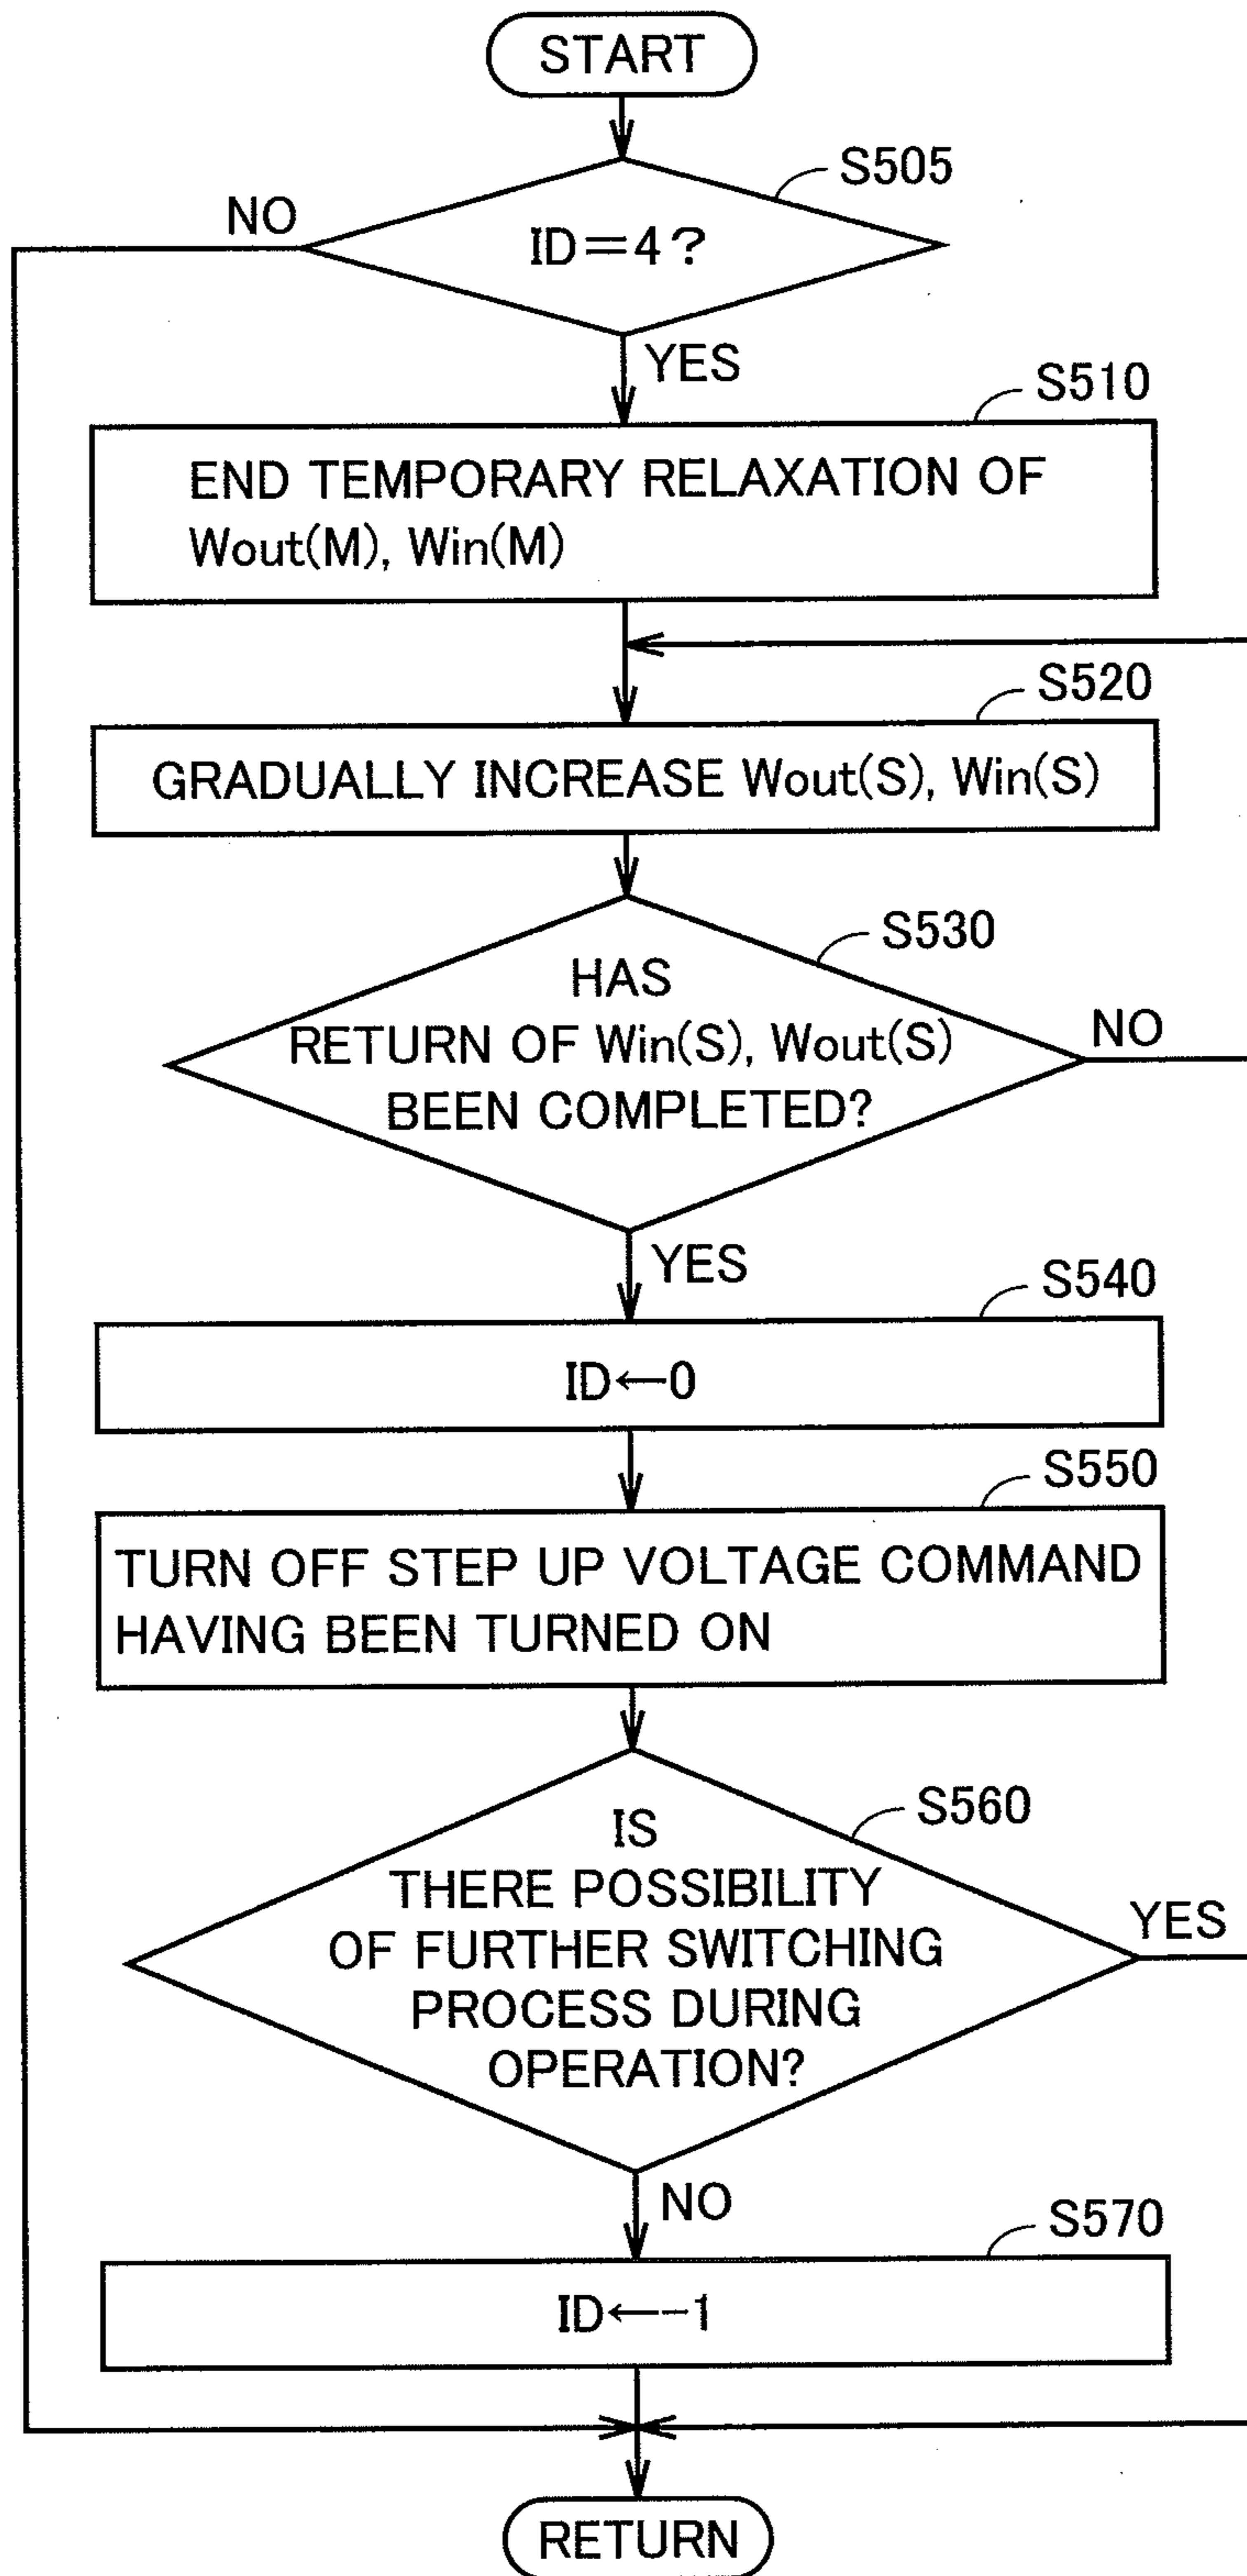 START
S505
NO
ID=4?
YES
S510
END TEMPORARY RELAXATION OF
Wout(M), Win(M)
S520
GRADUALLY INCREASE Wout(S), Win(S)
S530
HAS
RETURN OF Win(S), Wout(S)
BEEN COMPLETED?
NO
YES
S540
ID←0
S550
TURN OFF STEP UP VOLTAGE COMMAND
HAVING BEEN TURNED ON
S560
IS
THERE POSSIBILITY
OF FURTHER SWITCHING
PROCESS DURING
OPERATION?
YES
NO
S570
ID←-1
RETURN